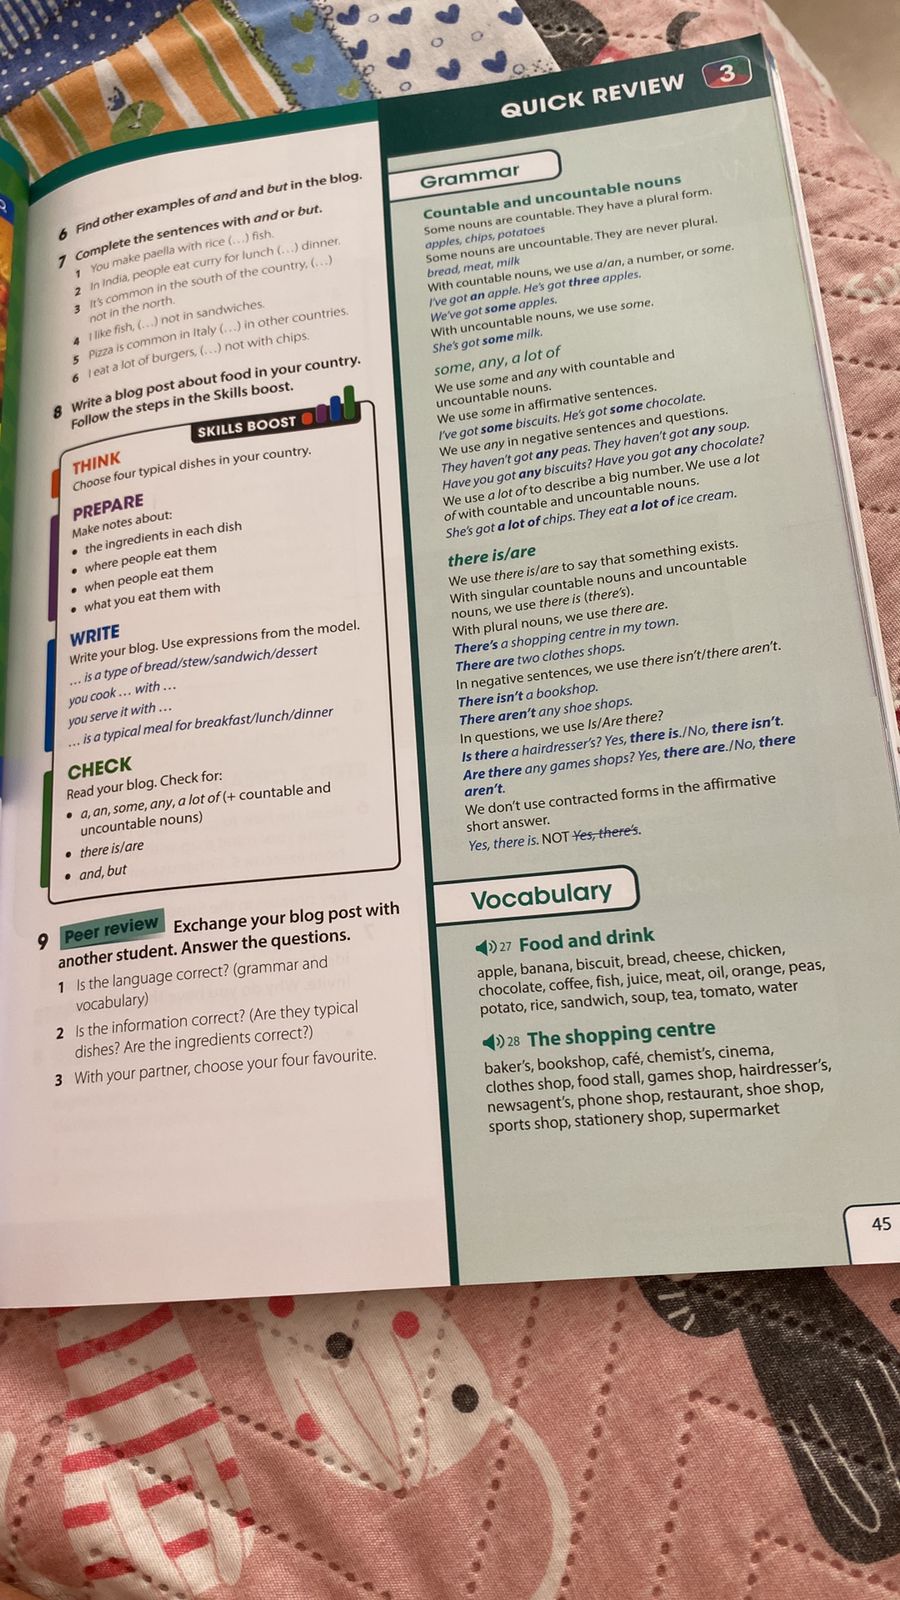 6 Find other examples of and and but in the blog.
7 Complete the sentences with and or but.
1 You make paella with rice (…) fish.
2 In India, people eat curry for lunch (…) dinner.
3 It's common in the south of the country, (…)
not in the north.
4 I like fish, (…) not in sandwiches.
5 Pizza is common in Italy (…) in other countries.
6 I eat a lot of burgers, (…) not with chips.
8 Write a blog post about food in your country.
Follow the steps in the Skills boost.
SKILLS BOOST
THINK
Choose four typical dishes in your country.
PREPARE
Make notes about:
• the ingredients in each dish
• where people eat them
• when people eat them
• what you eat them with
WRITE
Write your blog. Use expressions from the model.
… is a type of bread/stew/sandwich/dessert
you cook … with …
you serve it with …
… is a typical meal for breakfast/lunch/dinner
CHECK
Read your blog. Check for:
• a, an, some, any, a lot of (+ countable and
uncountable nouns)
• there is/are
• and, but
9 Peer review Exchange your blog post with
another student. Answer the questions.
1 Is the language correct? (grammar and
vocabulary)
2 Is the information correct? (Are they typical
dishes? Are the ingredients correct?)
3 With your partner, choose your four favourite.
QUICK REVIEW 3
Grammar
Countable and uncountable nouns
Some nouns are countable. They have a plural form.
apples, chips, potatoes
Some nouns are uncountable. They are never plural.
bread, meat, milk
With countable nouns, we use a/an, a number, or some.
I've got an apple. He's got three apples.
We've got some apples.
With uncountable nouns, we use some.
She's got some milk.
some, any, a lot of
We use some and any with countable and
uncountable nouns.
We use some in affirmative sentences.
I've got some biscuits. He's got some chocolate.
We use any in negative sentences and questions.
They haven't got any peas. They haven't got any soup.
Have you got any biscuits? Have you got any chocolate?
We use a lot of to describe a big number. We use a lot
of with countable and uncountable nouns.
She's got a lot of chips. They eat a lot of ice cream.
there is/are
We use there is/are to say that something exists.
With singular countable nouns and uncountable
nouns, we use there is (there's).
With plural nouns, we use there are.
There's a shopping centre in my town.
There are two clothes shops.
In negative sentences, we use there isn't/there aren't.
There isn't a bookshop.
There aren't any shoe shops.
In questions, we use Is/Are there?
Is there a hairdresser's? Yes, there is./No, there isn't.
Are there any games shops? Yes, there are./No, there
aren't.
We don't use contracted forms in the affirmative
short answer.
Yes, there is. NOT Yes, there's.
Vocabulary
27 Food and drink
apple, banana, biscuit, bread, cheese, chicken,
chocolate, coffee, fish, juice, meat, oil, orange, peas,
potato, rice, sandwich, soup, tea, tomato, water
28 The shopping centre
baker's, bookshop, café, chemist's, cinema,
clothes shop, food stall, games shop, hairdresser's,
newsagent's, phone shop, restaurant, shoe shop,
sports shop, stationery shop, supermarket
45